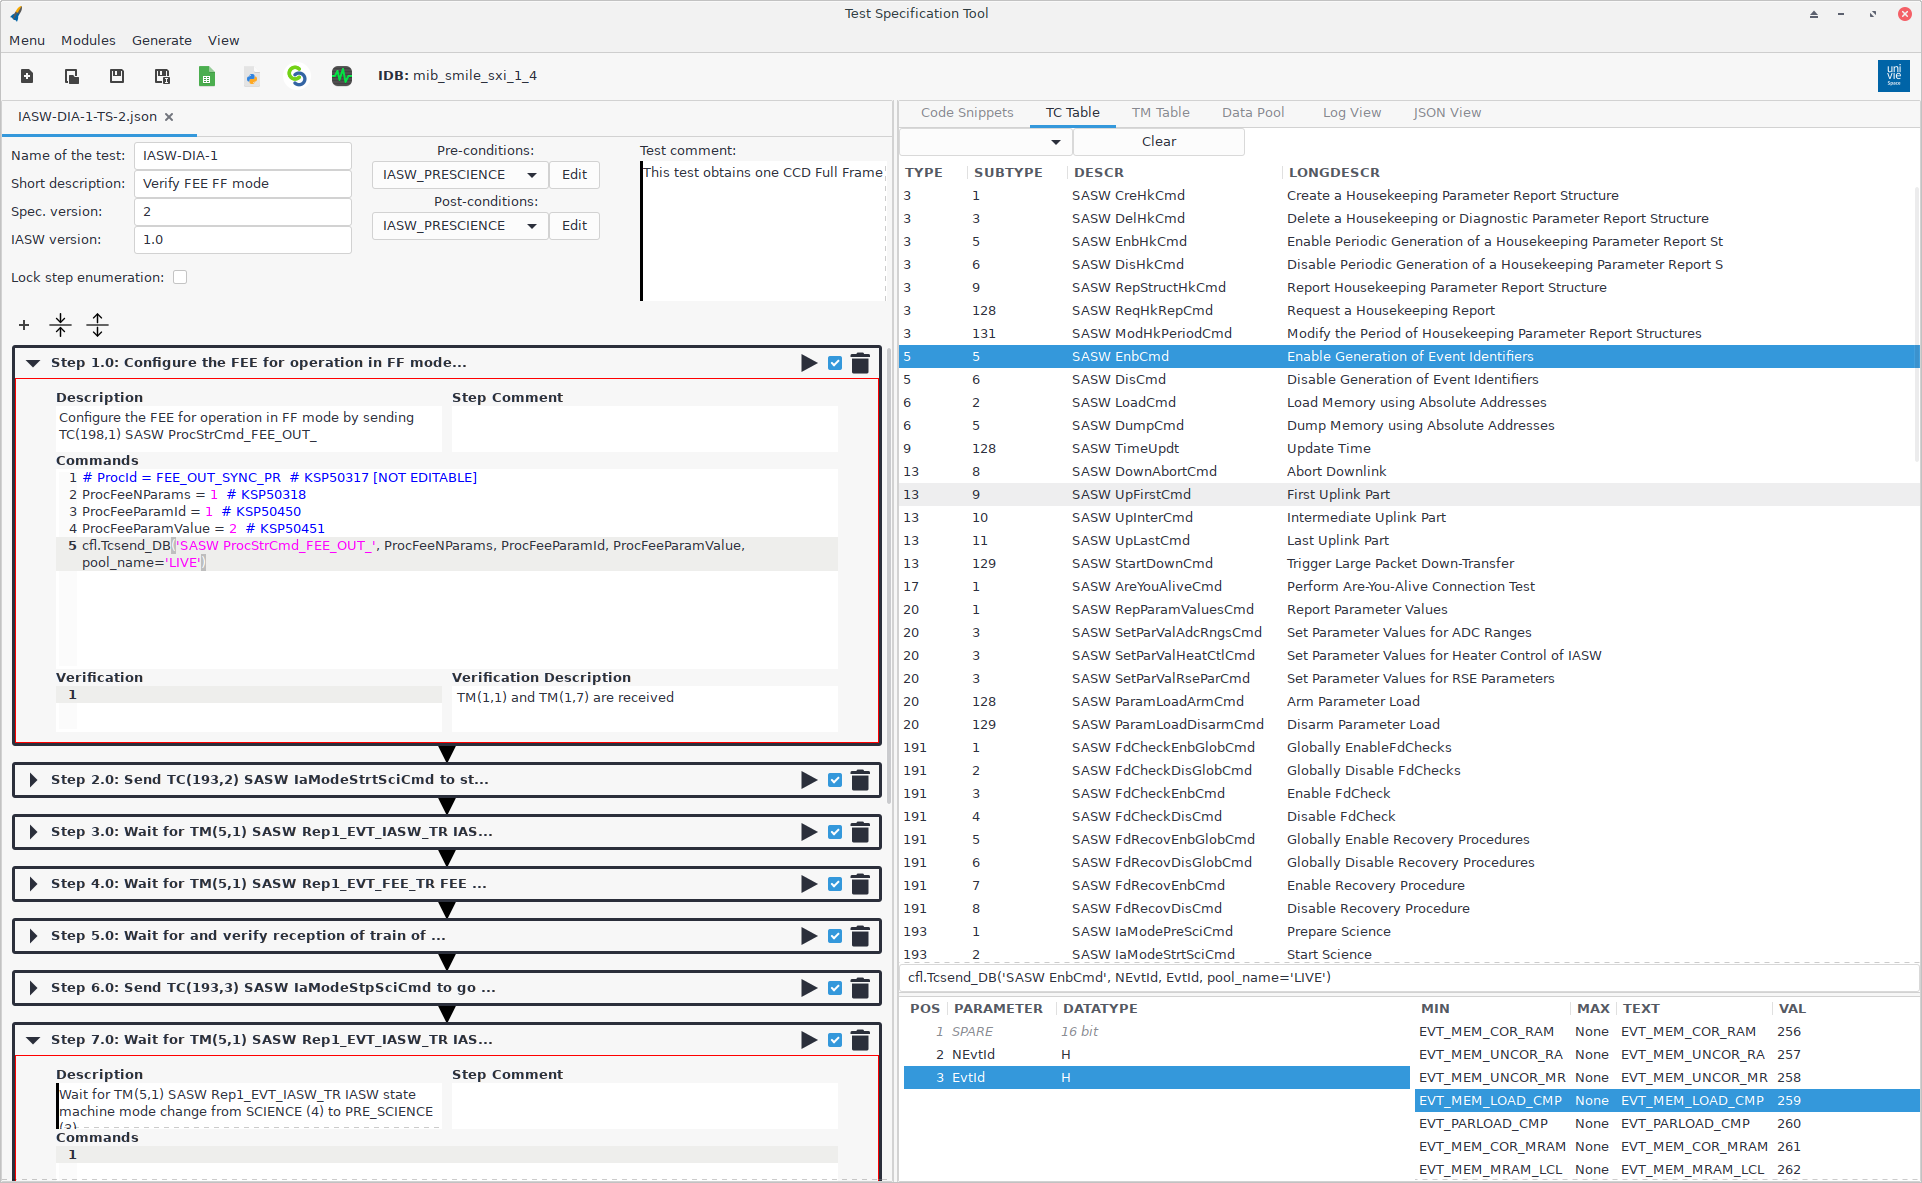 Test Specification Tool
Menu Modules Generate View
IDB: mib_smile_sxi_1_4
uni vie Space
IASW-DIA-1-TS-2.json
Name of the test: IASW-DIA-1
Short description: Verify FEE FF mode
Spec. version: 2
IASW version: 1.0
Lock step enumeration:
Pre-conditions:
IASW_PRESCIENCE Edit
Post-conditions:
IASW_PRESCIENCE Edit
Test comment:
This test obtains one CCD Full Frame
Step 1.0: Configure the FEE for operation in FF mode...
Description Step Comment
Configure the FEE for operation in FF mode by sending
TC(198,1) SASW ProcStrCmd_FEE_OUT_
Commands
1 # ProcId = FEE_OUT_SYNC_PR # KSP50317 [NOT EDITABLE]
2 ProcFeeNParams = 1 # KSP50318
3 ProcFeeParamId = 1 # KSP50450
4 ProcFeeParamValue = 2 # KSP50451
5 cfl.Tcsend_DB('SASW ProcStrCmd_FEE_OUT_', ProcFeeNParams, ProcFeeParamId, ProcFeeParamValue,
pool_name='LIVE')
Verification Verification Description
1 TM(1,1) and TM(1,7) are received
Step 2.0: Send TC(193,2) SASW IaModeStrtSciCmd to st...
Step 3.0: Wait for TM(5,1) SASW Rep1_EVT_IASW_TR IAS...
Step 4.0: Wait for TM(5,1) SASW Rep1_EVT_FEE_TR FEE ...
Step 5.0: Wait for and verify reception of train of ...
Step 6.0: Send TC(193,3) SASW IaModeStpSciCmd to go ...
Step 7.0: Wait for TM(5,1) SASW Rep1_EVT_IASW_TR IAS...
Description Step Comment
Wait for TM(5,1) SASW Rep1_EVT_IASW_TR IASW state
machine mode change from SCIENCE (4) to PRE_SCIENCE
(3)
Commands
1
Code Snippets TC Table TM Table Data Pool Log View JSON View
Clear
TYPE SUBTYPE DESCR LONGDESCR
3 1 SASW CreHkCmd Create a Housekeeping Parameter Report Structure
3 3 SASW DelHkCmd Delete a Housekeeping or Diagnostic Parameter Report Structure
3 5 SASW EnbHkCmd Enable Periodic Generation of a Housekeeping Parameter Report St
3 6 SASW DisHkCmd Disable Periodic Generation of a Housekeeping Parameter Report S
3 9 SASW RepStructHkCmd Report Housekeeping Parameter Report Structure
3 128 SASW ReqHkRepCmd Request a Housekeeping Report
3 131 SASW ModHkPeriodCmd Modify the Period of Housekeeping Parameter Report Structures
5 5 SASW EnbCmd Enable Generation of Event Identifiers
5 6 SASW DisCmd Disable Generation of Event Identifiers
6 2 SASW LoadCmd Load Memory using Absolute Addresses
6 5 SASW DumpCmd Dump Memory using Absolute Addresses
9 128 SASW TimeUpdt Update Time
13 8 SASW DownAbortCmd Abort Downlink
13 9 SASW UpFirstCmd First Uplink Part
13 10 SASW UpInterCmd Intermediate Uplink Part
13 11 SASW UpLastCmd Last Uplink Part
13 129 SASW StartDownCmd Trigger Large Packet Down-Transfer
17 1 SASW AreYouAliveCmd Perform Are-You-Alive Connection Test
20 1 SASW RepParamValuesCmd Report Parameter Values
20 3 SASW SetParValAdcRngsCmd Set Parameter Values for ADC Ranges
20 3 SASW SetParValHeatCtlCmd Set Parameter Values for Heater Control of IASW
20 3 SASW SetParValRseParCmd Set Parameter Values for RSE Parameters
20 128 SASW ParamLoadArmCmd Arm Parameter Load
20 129 SASW ParamLoadDisarmCmd Disarm Parameter Load
191 1 SASW FdCheckEnbGlobCmd Globally EnableFdChecks
191 2 SASW FdCheckDisGlobCmd Globally Disable FdChecks
191 3 SASW FdCheckEnbCmd Enable FdCheck
191 4 SASW FdCheckDisCmd Disable FdCheck
191 5 SASW FdRecovEnbGlobCmd Globally Enable Recovery Procedures
191 6 SASW FdRecovDisGlobCmd Globally Disable Recovery Procedures
191 7 SASW FdRecovEnbCmd Enable Recovery Procedure
191 8 SASW FdRecovDisCmd Disable Recovery Procedure
193 1 SASW IaModePreSciCmd Prepare Science
193 2 SASW IaModeStrtSciCmd Start Science
cfl.Tcsend_DB('SASW EnbCmd', NEvtId, EvtId, pool_name='LIVE')
POS PARAMETER DATATYPE
1 SPARE 16 bit
2 NEvtId H
3 EvtId H
MIN MAX TEXT VAL
EVT_MEM_COR_RAM None EVT_MEM_COR_RAM 256
EVT_MEM_UNCOR_RA None EVT_MEM_UNCOR_RA 257
EVT_MEM_UNCOR_MR None EVT_MEM_UNCOR_MR 258
EVT_MEM_LOAD_CMP None EVT_MEM_LOAD_CMP 259
EVT_PARLOAD_CMP None EVT_PARLOAD_CMP 260
EVT_MEM_COR_MRAM None EVT_MEM_COR_MRAM 261
EVT_MEM_MRAM_LCL None EVT_MEM_MRAM_LCL 262